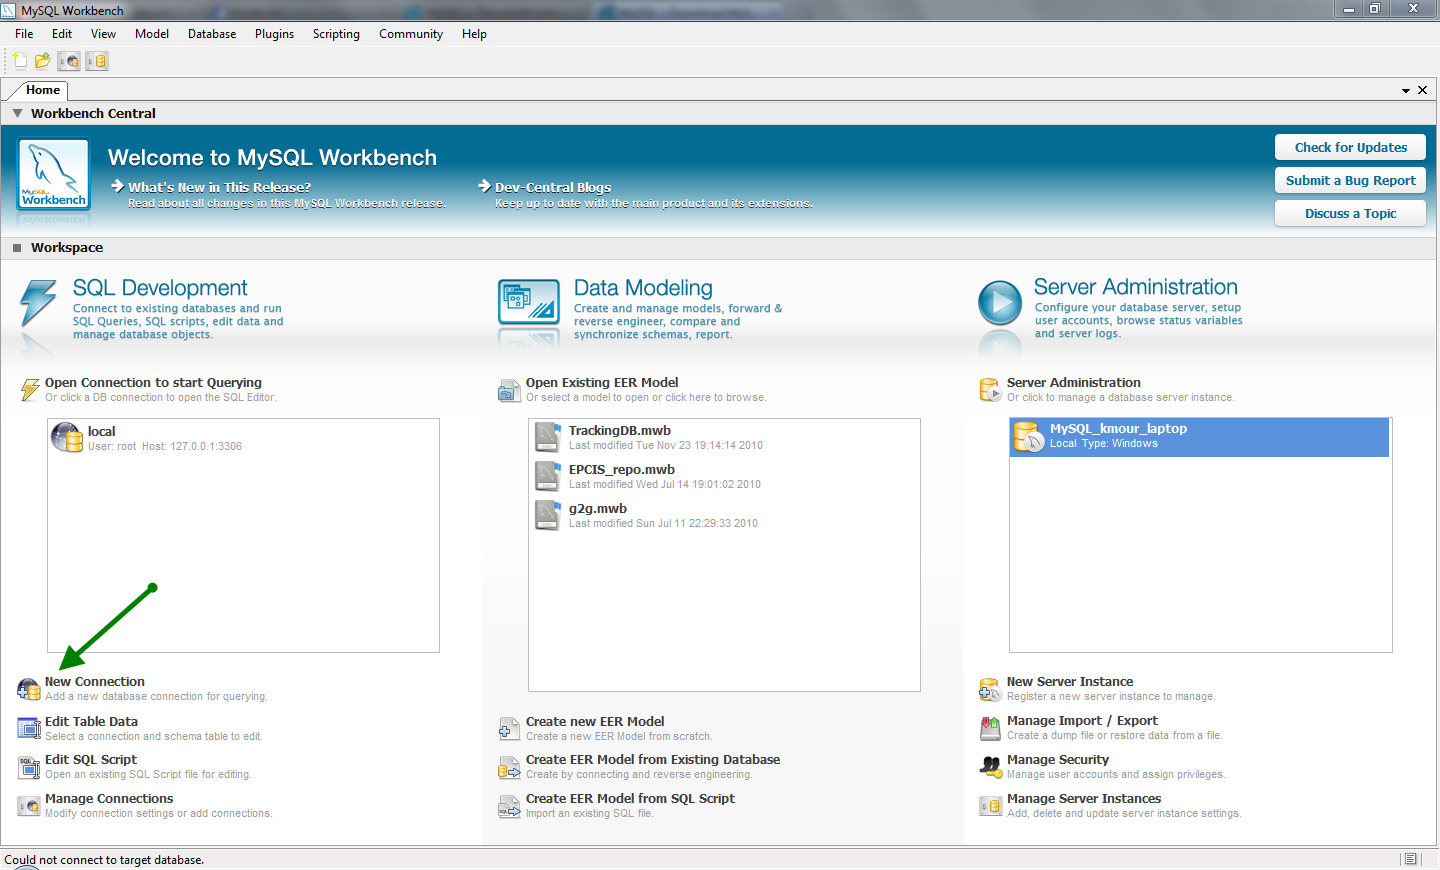 MySQL Workbench
File Edit View Model Database Plugins Scripting Community Help
Home
Workbench Central
MySQL
Workbench
Welcome to MySQL Workbench
What's New in This Release?
Read about all changes in this MySQL Workbench release.
Dev-Central Blogs
Keep up to date with the main product and its extensions.
Check for Updates
Submit a Bug Report
Discuss a Topic
Workspace
SQL Development
Connect to existing databases and run
SQL Queries, SQL scripts, edit data and
manage database objects.
Open Connection to start Querying
Or click a DB connection to open the SQL Editor.
local
User: root Host: 127.0.0.1:3306
New Connection
Add a new database connection for querying.
Edit Table Data
Select a connection and schema table to edit.
SQL
Edit SQL Script
Open an existing SQL Script file for editing.
Manage Connections
Modify connection settings or add connections.
Data Modeling
Create and manage models, forward &
reverse engineer, compare and
synchronize schemas, report.
Open Existing EER Model
Or select a model to open or click here to browse.
TrackingDB.mwb
Last modified Tue Nov 23 19:14:14 2010
EPCIS_repo.mwb
Last modified Wed Jul 14 19:01:02 2010
g2g.mwb
Last modified Sun Jul 11 22:29:33 2010
Create new EER Model
Create a new EER Model from scratch.
Create EER Model from Existing Database
Create by connecting and reverse engineering.
SQL
Create EER Model from SQL Script
Import an existing SQL file.
Server Administration
Configure your database server, setup
user accounts, browse status variables
and server logs.
Server Administration
Or click to manage a database server instance.
MySQL_kmour_laptop
Local Type: Windows
New Server Instance
Register a new server instance to manage.
Manage Import / Export
Create a dump file or restore data from a file.
Manage Security
Manage user accounts and assign privileges.
Manage Server Instances
Add, delete and update server instance settings.
Could not connect to target database.